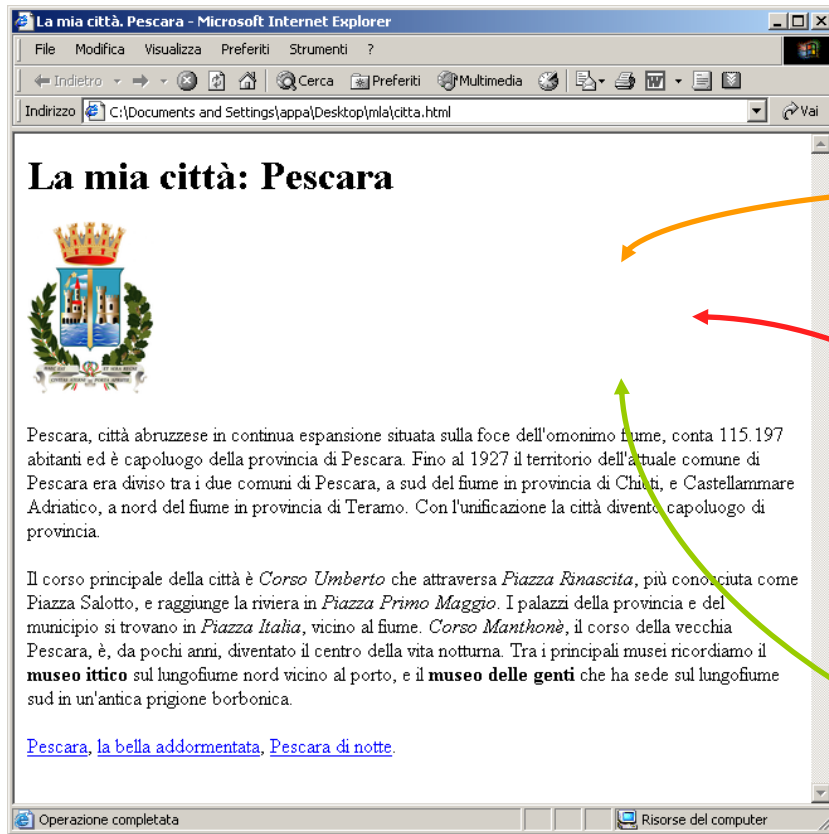 La mia città. Pescara - Microsoft Internet Explorer
File Modifica Visualizza Preferiti Strumenti ?
Indietro Cerca Preferiti Multimedia
Indirizzo C:\Documents and Settings\appa\Desktop\mla\citta.html Vai
La mia città: Pescara
Pescara, città abruzzese in continua espansione situata sulla foce dell'omonimo fiume, conta 115.197
abitanti ed è capoluogo della provincia di Pescara. Fino al 1927 il territorio dell'attuale comune di
Pescara era diviso tra i due comuni di Pescara, a sud del fiume in provincia di Chieti, e Castellammare
Adriatico, a nord del fiume in provincia di Teramo. Con l'unificazione la città diventò capoluogo di
provincia.
Il corso principale della città è Corso Umberto che attraversa Piazza Rinascita, più conosciuta come
Piazza Salotto, e raggiunge la riviera in Piazza Primo Maggio. I palazzi della provincia e del
municipio si trovano in Piazza Italia, vicino al fiume. Corso Manthonè, il corso della vecchia
Pescara, è, da pochi anni, diventato il centro della vita notturna. Tra i principali musei ricordiamo il
museo ittico sul lungofiume nord vicino al porto, e il museo delle genti che ha sede sul lungofiume
sud in un'antica prigione borbonica.
Pescara, la bella addormentata, Pescara di notte.
Operazione completata Risorse del computer